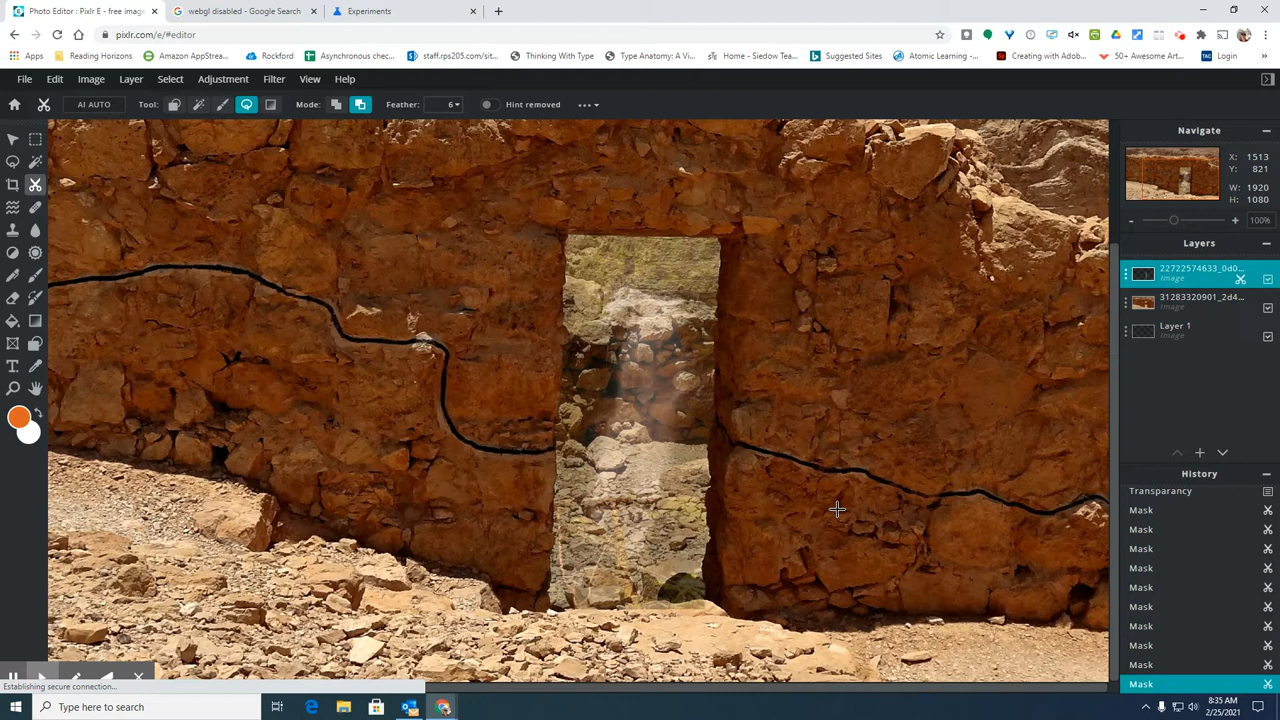 Photo Editor : Pixlr E - free imag
webgl disabled - Google Search
Experiments
pixlr.com/e/#editor
Apps
Reading Horizons
Amazon AppStrea...
Rockford
Asynchronous check...
staff.rps205.com/sit...
Thinking With Type
Type Anatomy: A Vi...
Home - Siedow Tea...
Suggested Sites
Atomic Learning -...
Creating with Adob...
50+ Awesome Art...
Login
File
Edit
Image
Layer
Select
Adjustment
Filter
View
Help
AI AUTO
Tool:
Mode:
Feather:
6
Hint removed
Navigate
X: 1513
Y: 821
W: 1920
H: 1080
100%
Layers
22722574633_0d0...
Image
31283320901_2d4...
Image
Layer 1
Image
History
Transparancy
Mask
Mask
Mask
Mask
Mask
Mask
Mask
Mask
Mask
Mask
Establishing secure connection...
Type here to search
8:35 AM
2/25/2021